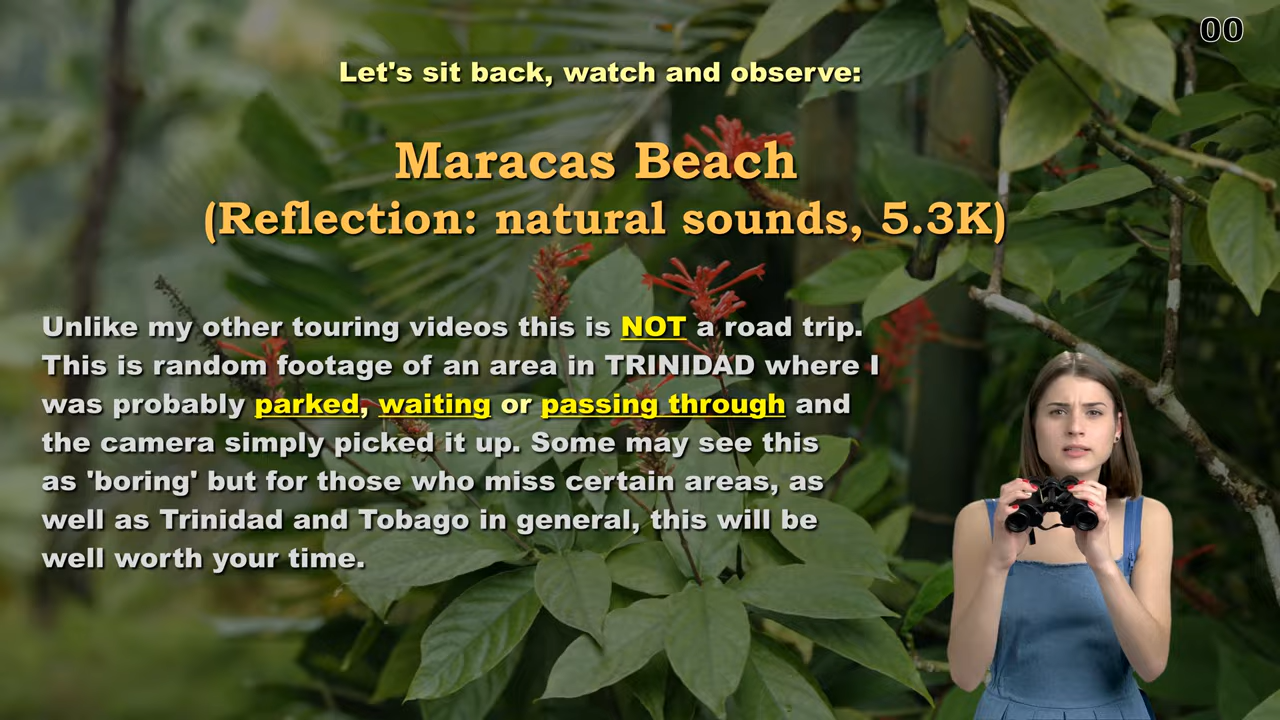 00
Let's sit back, watch and observe:
Maracas Beach
(Reflection: natural sounds, 5.3K)
Unlike my other touring videos this is NOT a road trip.
This is random footage of an area in TRINIDAD where I
was probably parked, waiting or passing through and
the camera simply picked it up. Some may see this
as 'boring' but for those who miss certain areas, as
well as Trinidad and Tobago in general, this will be
well worth your time.